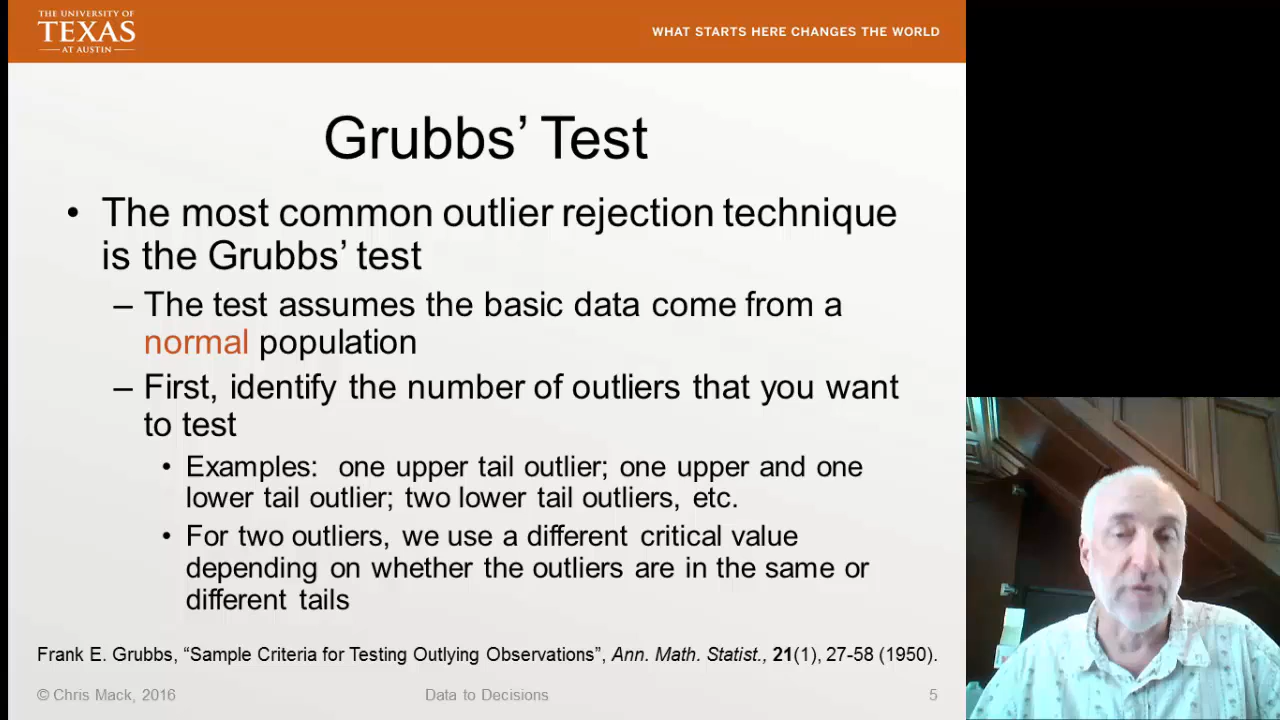 THE UNIVERSITY OF
TEXAS
AT AUSTIN
WHAT STARTS HERE CHANGES THE WORLD
Grubbs’ Test
• The most common outlier rejection technique
is the Grubbs’ test
– The test assumes the basic data come from a
normal population
– First, identify the number of outliers that you want
to test
• Examples:  one upper tail outlier; one upper and one
lower tail outlier; two lower tail outliers, etc.
• For two outliers, we use a different critical value
depending on whether the outliers are in the same or
different tails
Frank E. Grubbs, “Sample Criteria for Testing Outlying Observations”, Ann. Math. Statist., 21(1), 27-58 (1950).
© Chris Mack, 2016
Data to Decisions
5